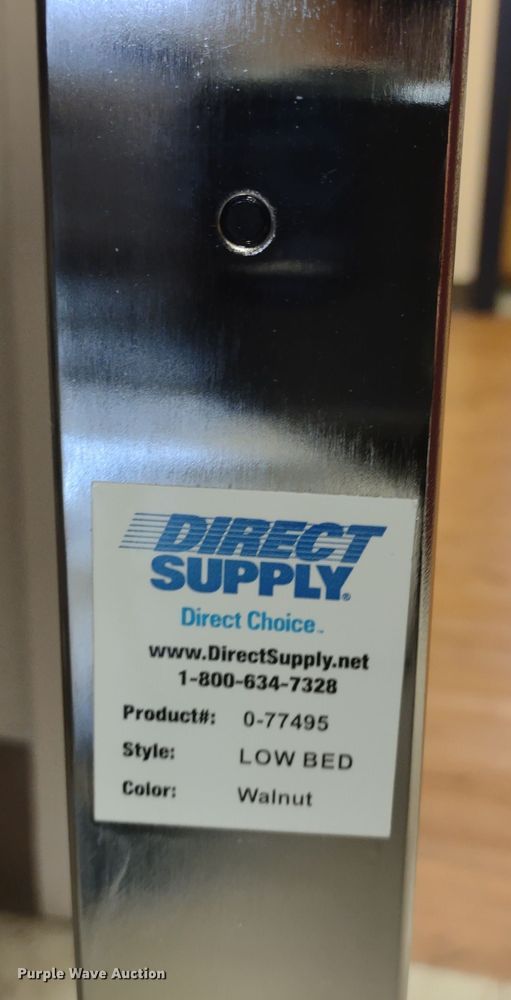 DIRECT
SUPPLY®
Direct Choice™
www.DirectSupply.net
1-800-634-7328
Product#: 0-77495
Style: LOW BED
Color: Walnut
Purple Wave Auction